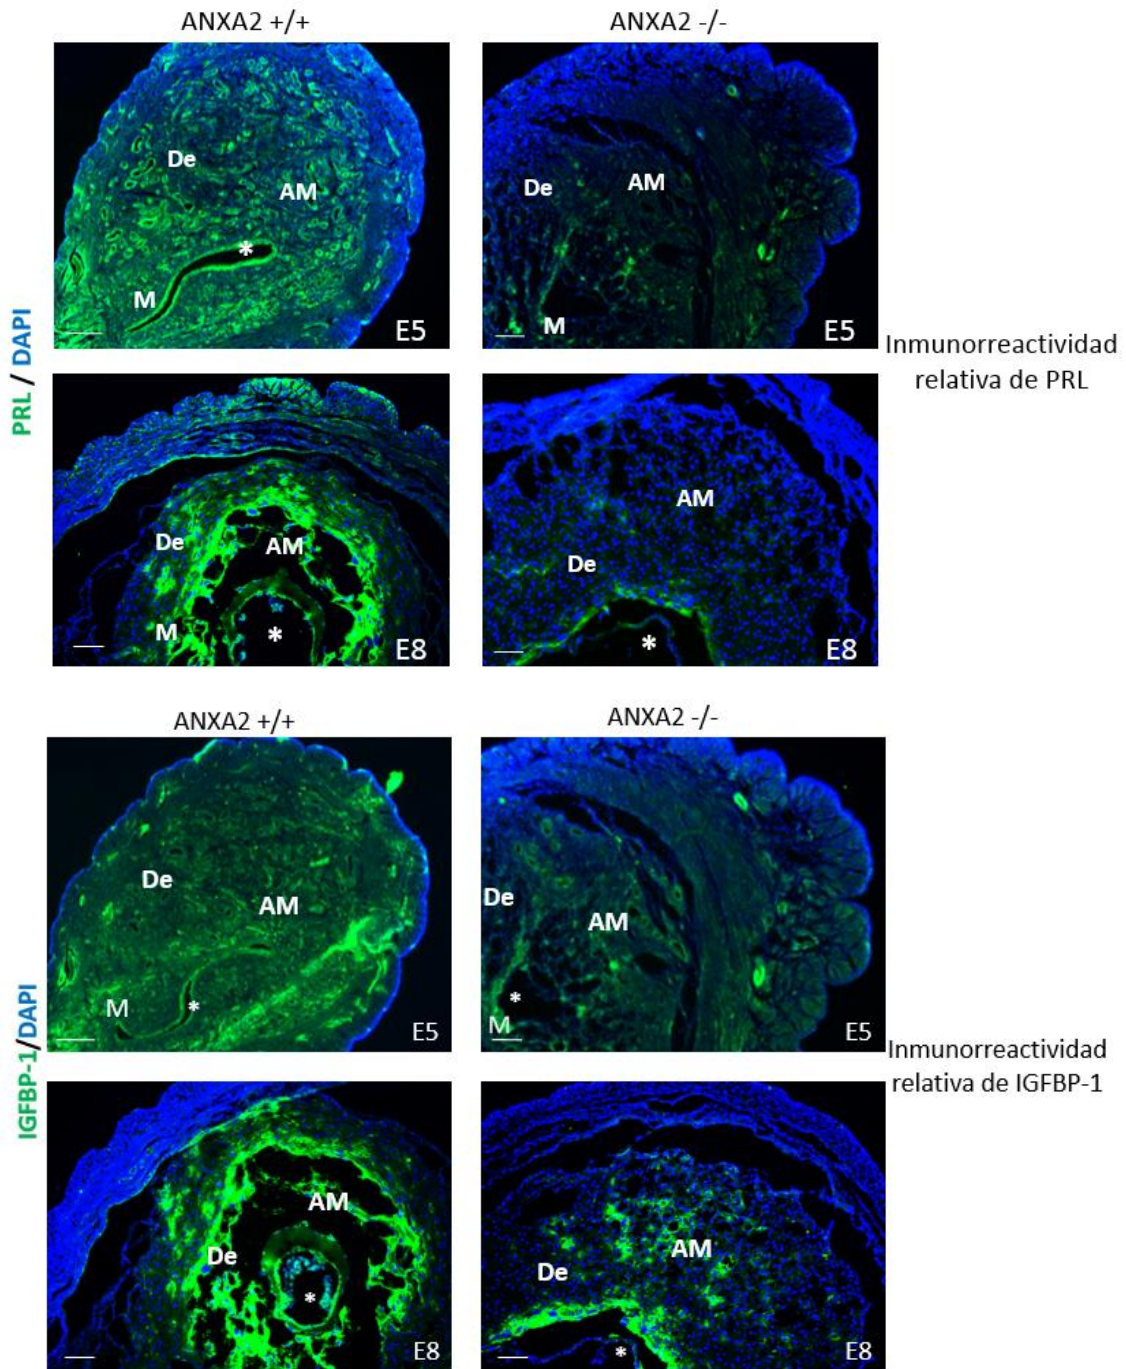 ANXA2 +/+
ANXA2 -/-
PRL / DAPI
De
AM
*
M
E5
De
AM
M
E5
Inmunorreactividad
relativa de PRL
De
AM
M
*
E8
AM
De
*
E8
ANXA2 +/+
ANXA2 -/-
IGFBP-1/DAPI
De
AM
M
*
E5
De
AM
*
M
E5
Inmunorreactividad
relativa de IGFBP-1
AM
De
*
E8
AM
De
*
E8